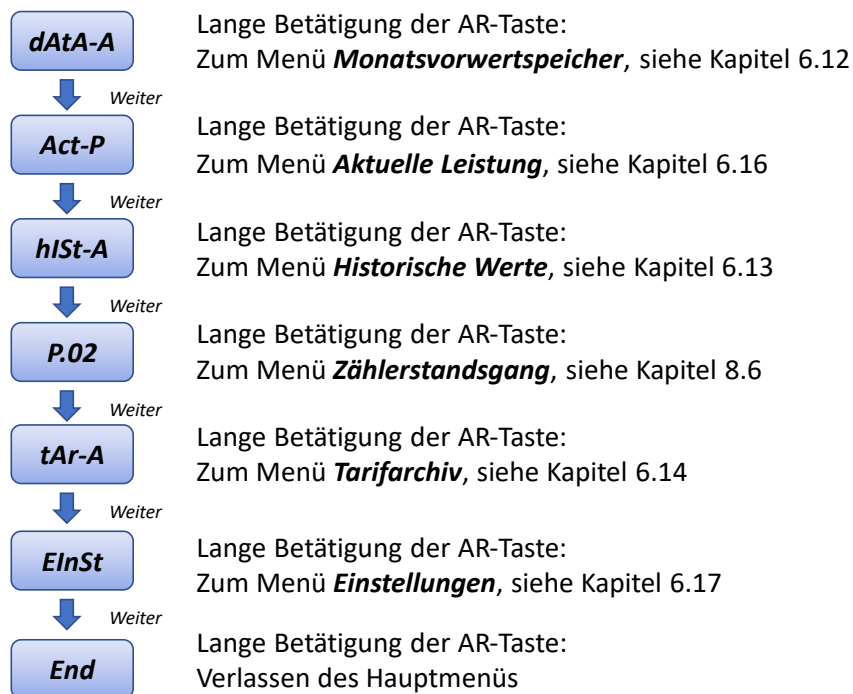 dAtA-A
Lange Betätigung der AR-Taste:
Zum Menü Monatsvorwertspeicher, siehe Kapitel 6.12
Weiter
Act-P
Lange Betätigung der AR-Taste:
Zum Menü Aktuelle Leistung, siehe Kapitel 6.16
Weiter
hISt-A
Lange Betätigung der AR-Taste:
Zum Menü Historische Werte, siehe Kapitel 6.13
Weiter
P.02
Lange Betätigung der AR-Taste:
Zum Menü Zählerstandsgang, siehe Kapitel 8.6
Weiter
tAr-A
Lange Betätigung der AR-Taste:
Zum Menü Tarifarchiv, siehe Kapitel 6.14
Weiter
EInSt
Lange Betätigung der AR-Taste:
Zum Menü Einstellungen, siehe Kapitel 6.17
Weiter
End
Lange Betätigung der AR-Taste:
Verlassen des Hauptmenüs